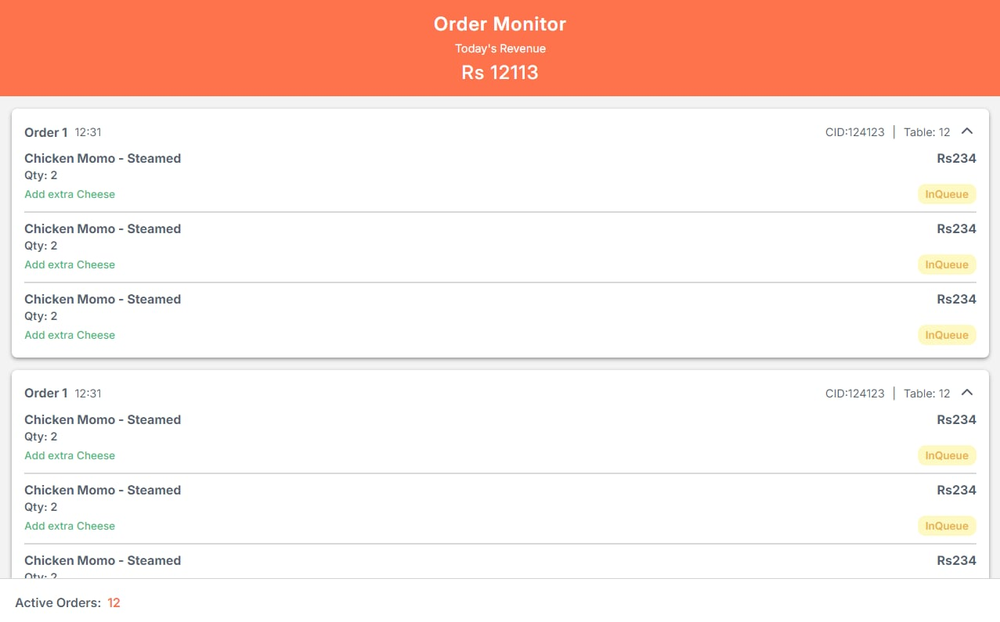 Order Monitor
Today's Revenue
Rs 12113
Order 1 12:31 CID:124123 | Table: 12
Chicken Momo - Steamed Rs234
Qty: 2
Add extra Cheese InQueue
Chicken Momo - Steamed Rs234
Qty: 2
Add extra Cheese InQueue
Chicken Momo - Steamed Rs234
Qty: 2
Add extra Cheese InQueue
Order 1 12:31 CID:124123 | Table: 12
Chicken Momo - Steamed Rs234
Qty: 2
Add extra Cheese InQueue
Chicken Momo - Steamed Rs234
Qty: 2
Add extra Cheese InQueue
Chicken Momo - Steamed Rs234
Qty: 2
Active Orders: 12